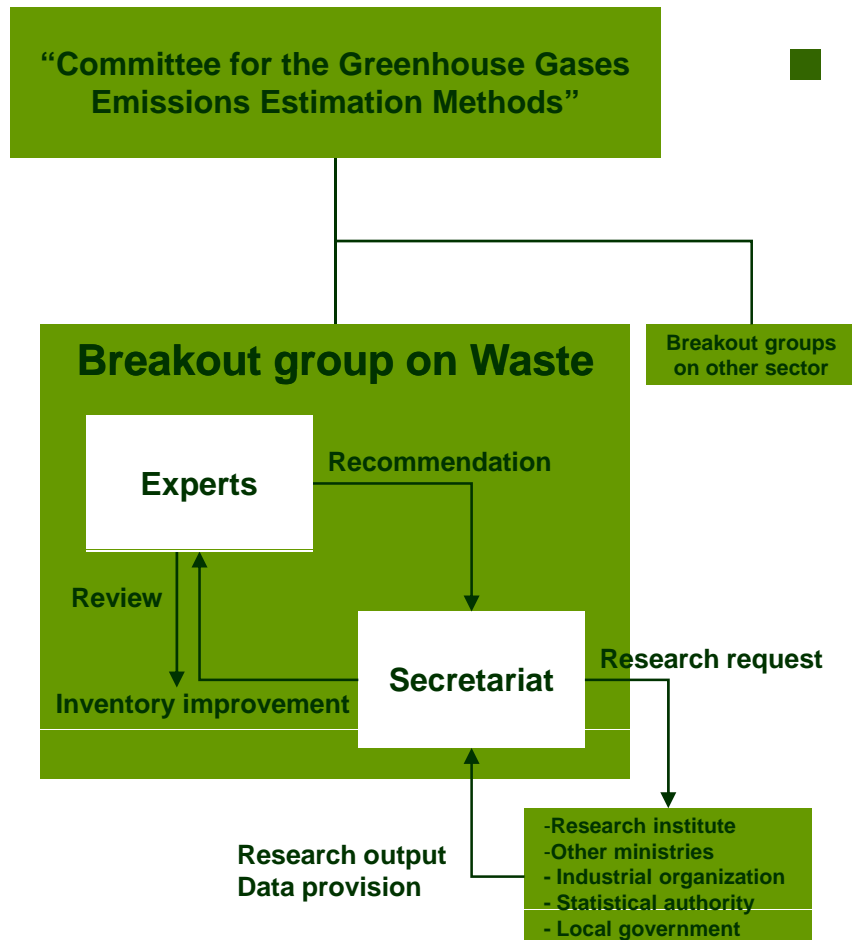 “Committee for the Greenhouse Gases
Emissions Estimation Methods”
Breakout group on Waste
Breakout groups
on other sector
Experts
Recommendation
Review
Secretariat
Research request
Inventory improvement
Research output
Data provision
-Research institute
-Other ministries
- Industrial organization
- Statistical authority
- Local government